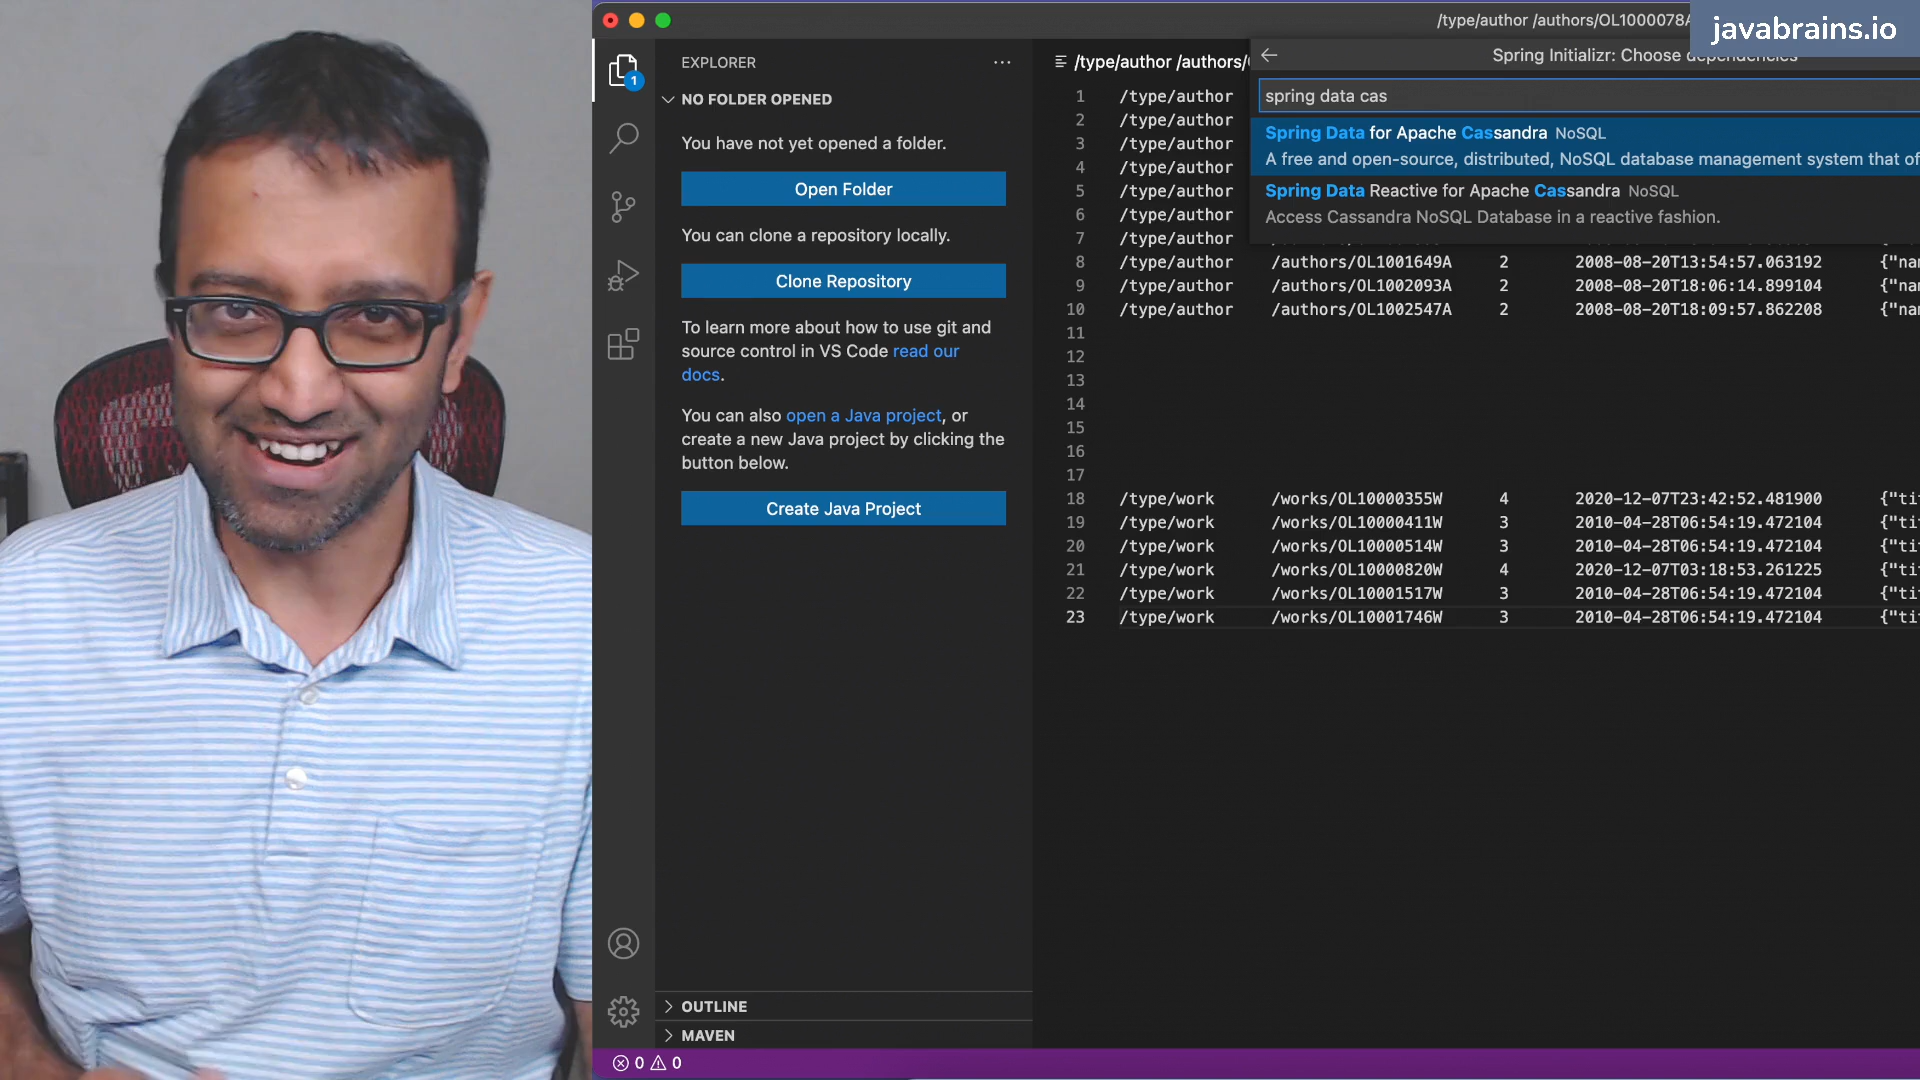 /type/author /authors/OL1000078A
javabrains.io
EXPLORER
/type/author /authors/
Spring Initializr: Choose dependencies
NO FOLDER OPENED
spring data cas
Spring Data for Apache Cassandra NoSQL
A free and open-source, distributed, NoSQL database management system that of
Spring Data Reactive for Apache Cassandra NoSQL
Access Cassandra NoSQL Database in a reactive fashion.
1
You have not yet opened a folder.
Open Folder
You can clone a repository locally.
Clone Repository
To learn more about how to use git and
source control in VS Code read our
docs.
You can also open a Java project, or
create a new Java project by clicking the
button below.
Create Java Project
1 /type/author
2 /type/author
3 /type/author
4 /type/author
5 /type/author
6 /type/author
7 /type/author
8 /type/author /authors/OL1001649A 2 2008-08-20T13:54:57.063192 {"na
9 /type/author /authors/OL1002093A 2 2008-08-20T18:06:14.899104 {"na
10 /type/author /authors/OL1002547A 2 2008-08-20T18:09:57.862208 {"na
11
12
13
14
15
16
17
18 /type/work /works/OL10000355W 4 2020-12-07T23:42:52.481900 {"ti
19 /type/work /works/OL10000411W 3 2010-04-28T06:54:19.472104 {"ti
20 /type/work /works/OL10000514W 3 2010-04-28T06:54:19.472104 {"ti
21 /type/work /works/OL10000820W 4 2020-12-07T03:18:53.261225 {"ti
22 /type/work /works/OL10001517W 3 2010-04-28T06:54:19.472104 {"ti
23 /type/work /works/OL10001746W 3 2010-04-28T06:54:19.472104 {"ti
OUTLINE
MAVEN
0 0